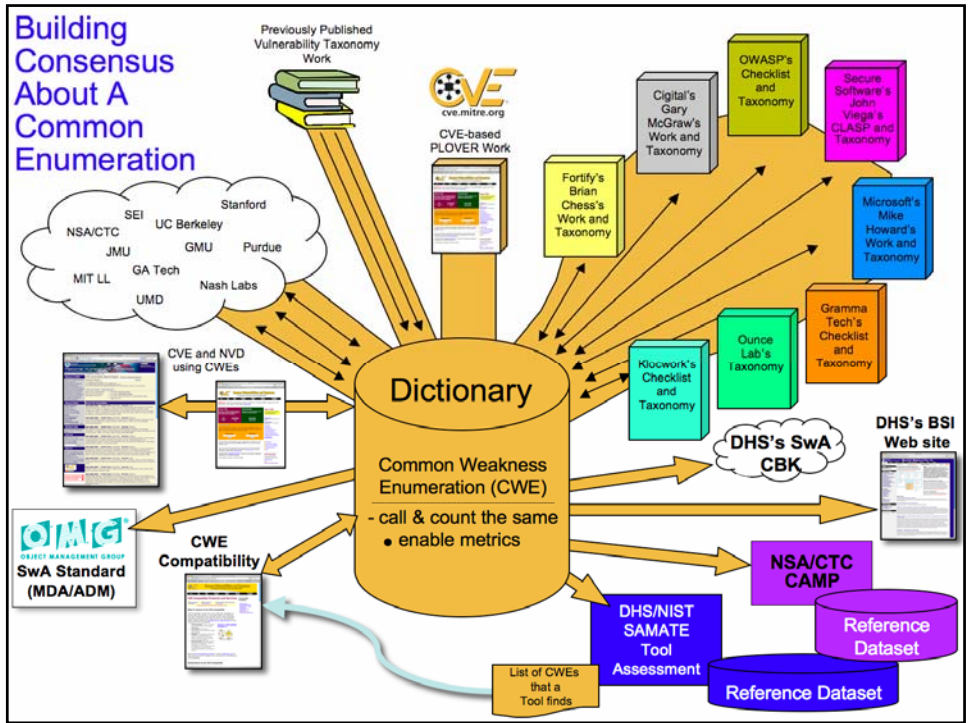 Building
Consensus
About A
Common
Enumeration
Previously Published
Vulnerability Taxonomy
Work
CVE
cve.mitre.org
CVE-based
PLOVER Work
Fortify's
Brian
Chess's
Work and
Taxonomy
Cigital's
Gary
McGraw's
Work and
Taxonomy
OWASP's
Checklist
and
Taxonomy
Secure
Software's
John
Viega's
CLASP and
Taxonomy
Microsoft's
Mike
Howard's
Work and
Taxonomy
Gramma
Tech's
Checklist
and
Taxonomy
Ounce
Lab's
Taxonomy
Klocwork's
Checklist
and
Taxonomy
Stanford
SEI
UC Berkeley
NSA/CTC
JMU
GMU
Purdue
MIT LL
GA Tech
Nash Labs
UMD
CVE and NVD
using CWEs
Dictionary
Common Weakness
Enumeration (CWE)
- call & count the same
● enable metrics
DHS's SwA
CBK
DHS's BSI
Web site
OMG®
OBJECT MANAGEMENT GROUP
SwA Standard
(MDA/ADM)
CWE
Compatibility
NSA/CTC
CAMP
Reference
Dataset
DHS/NIST
SAMATE
Tool
Assessment
Reference Dataset
List of CWEs
that a
Tool finds